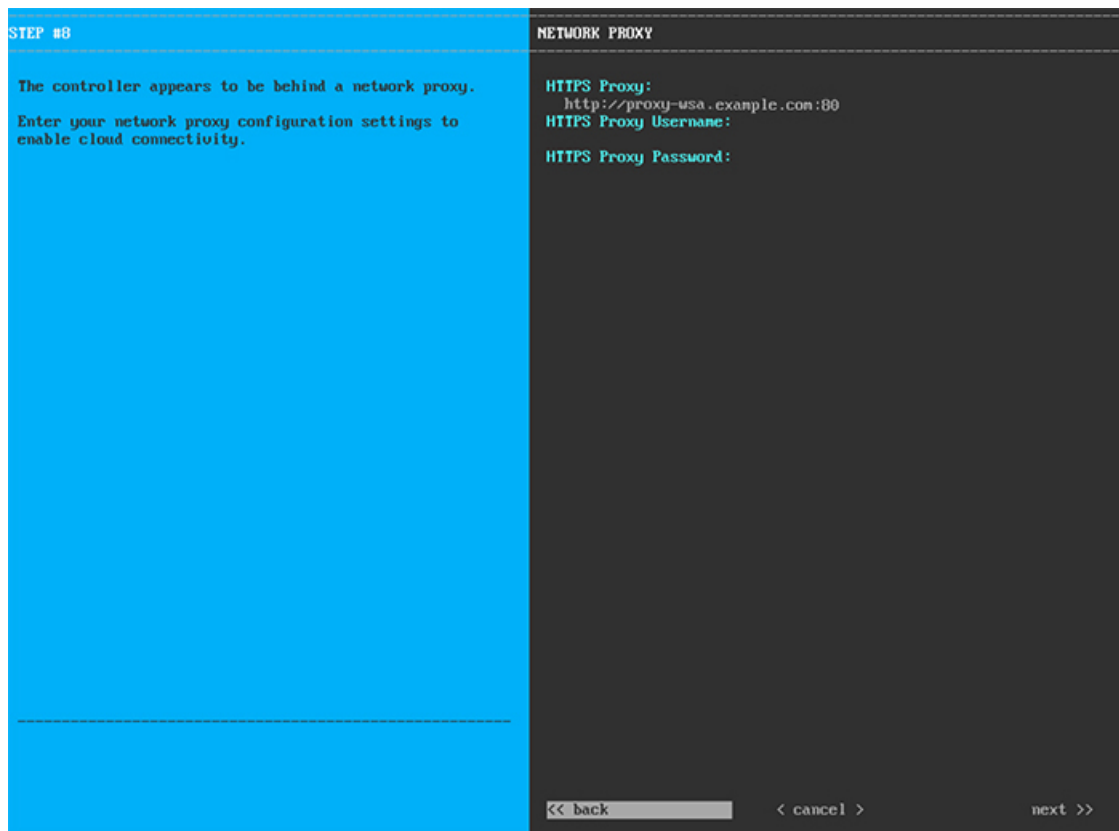 STEP #8
The controller appears to be behind a network proxy.
Enter your network proxy configuration settings to
enable cloud connectivity.
NETWORK PROXY
HTTPS Proxy:
http://proxy-wsa.example.com:80
HTTPS Proxy Username:
HTTPS Proxy Password:
<< back
< cancel >
next >>